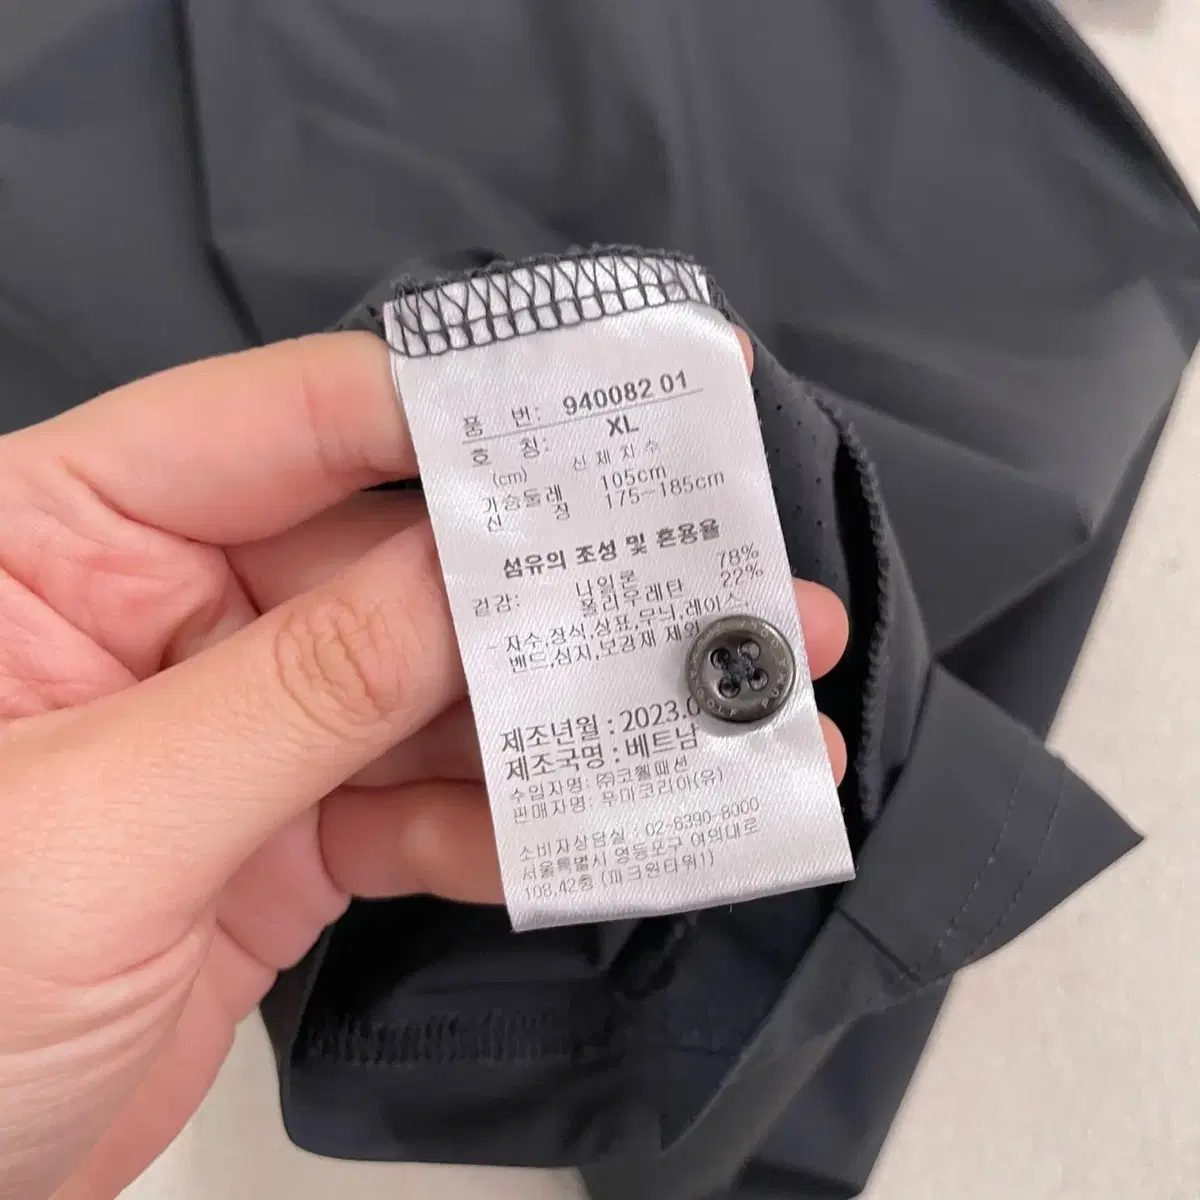 품 번: 940082 01
호 칭: XL
(cm) 신체치수
가슴둘레 105cm
신 장 175~185cm
섬유의 조성 및 혼용율
겉감: 나일론 78%
폴리우레탄 22%
- 자수,장식,상표,무늬,레이스,
밴드,심지,보강재 제외
제조년월 : 2023.0
제조국명 : 베트남
수입자명: ㈜코웰패션
판매자명: 푸마코리아(유)
소비자상담실 : 02-6390-8000
서울특별시 영등포구 여의대로
108,42층 (파크원타워1)
PUMA GOLF